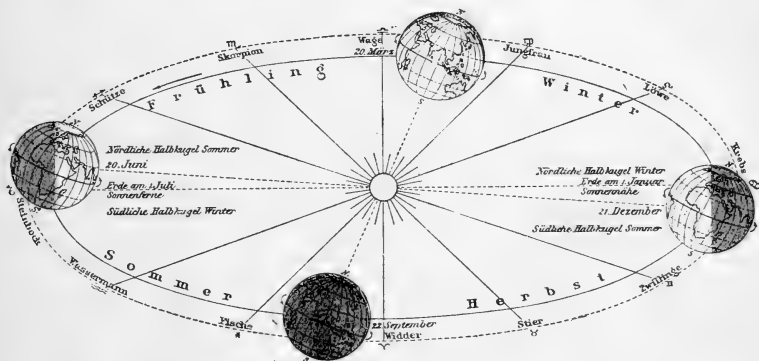 Wage
20. März
Jungfrau
♍
♏
Skorpion
Schütze
Frühling
Winter
Löwe
♌
Krebs
♋
Nördliche Halbkugel Sommer
20. Juni
Erde am 1. Juli
Sonnenferne
Südliche Halbkugel Winter
Nördliche Halbkugel Winter
Erde am 1. Januar
Sonnennähe
21. Dezember
Südliche Halbkugel Sommer
Steinbock
Wassermann
Sommer
Herbst
Zwillinge
♊
Fische
22. September
Widder
♈
Stier
♉
N
S